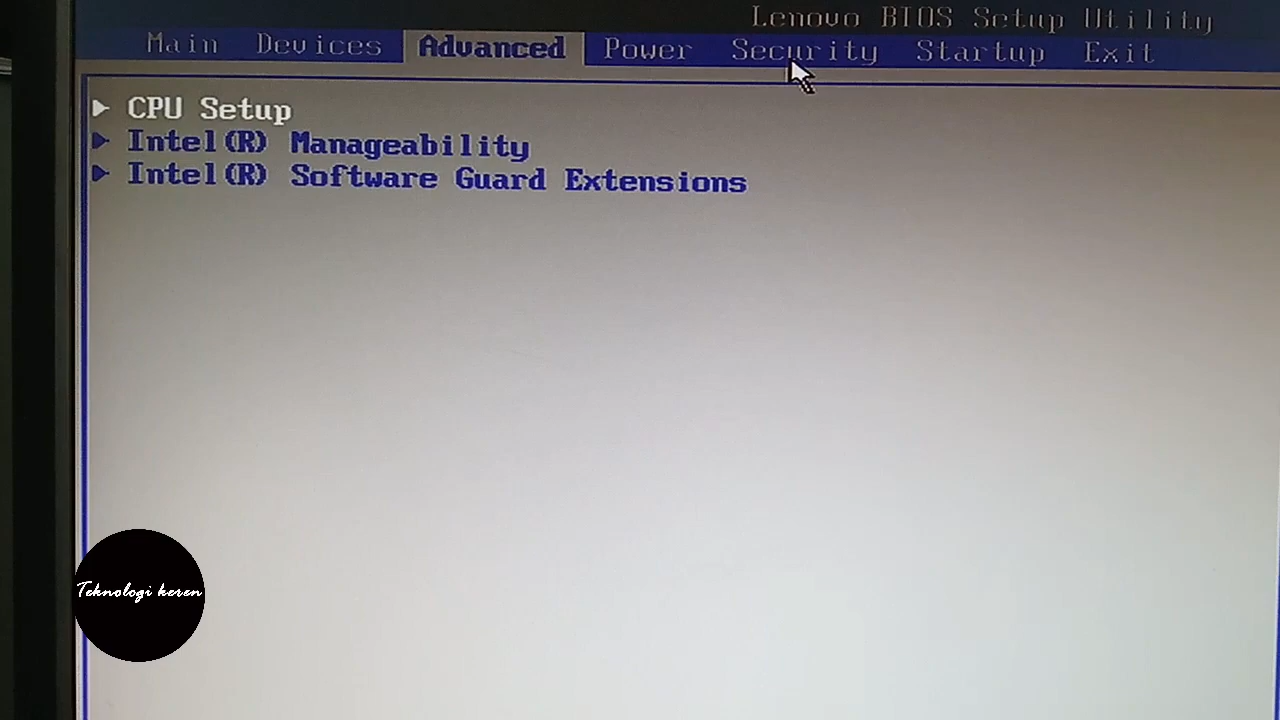 Lenovo BIOS Setup Utility
Main Devices Advanced Power Security Startup Exit
CPU Setup
Intel(R) Manageability
Intel(R) Software Guard Extensions
Teknologi keren